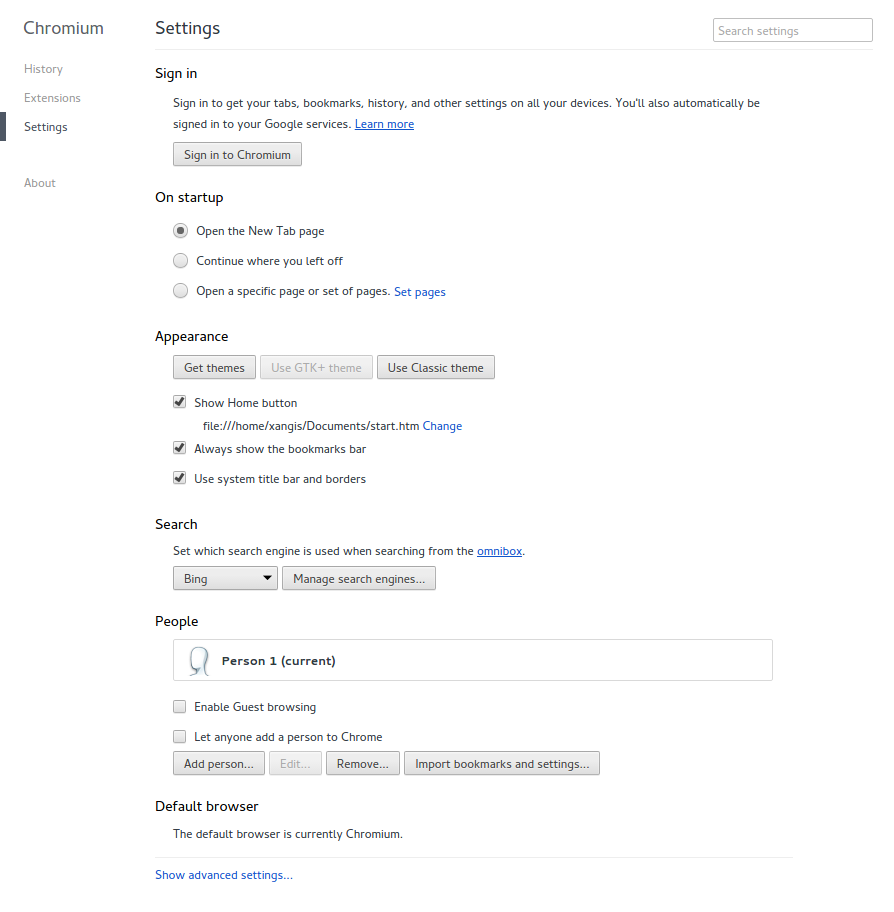 Chromium
History
Extensions
Settings
About
Settings
Search settings
Sign in
Sign in to get your tabs, bookmarks, history, and other settings on all your devices. You'll also automatically be
signed in to your Google services. Learn more
Sign in to Chromium
On startup
Open the New Tab page
Continue where you left off
Open a specific page or set of pages. Set pages
Appearance
Get themes Use GTK+ theme Use Classic theme
Show Home button
file:///home/xangis/Documents/start.htm Change
Always show the bookmarks bar
Use system title bar and borders
Search
Set which search engine is used when searching from the omnibox.
Bing Manage search engines...
People
Person 1 (current)
Enable Guest browsing
Let anyone add a person to Chrome
Add person... Edit... Remove... Import bookmarks and settings...
Default browser
The default browser is currently Chromium.
Show advanced settings...